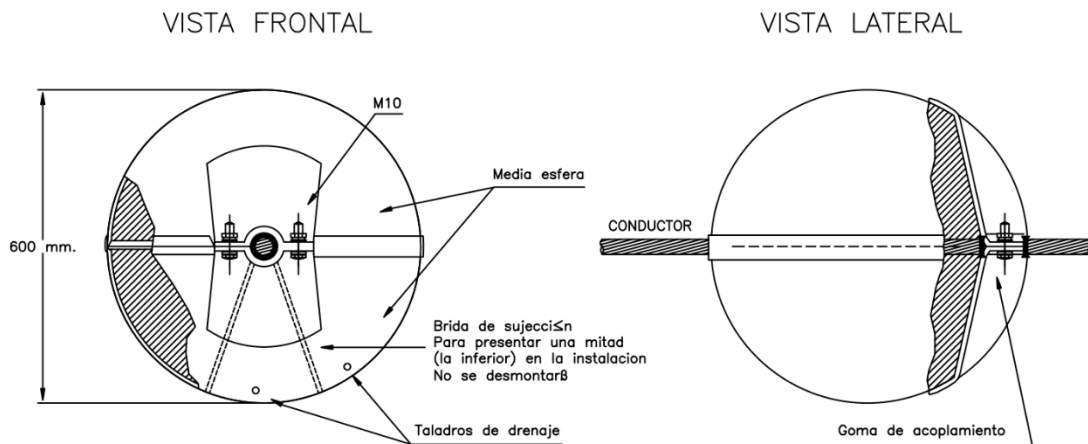 VISTA FRONTAL
VISTA LATERAL
M10
Media esfera
600 mm.
CONDUCTOR
Brida de sujecci≤n
Para presentar una mitad
(la inferior) en la instalacion
No se desmontarß
Taladros de drenaje
Goma de acoplamiento